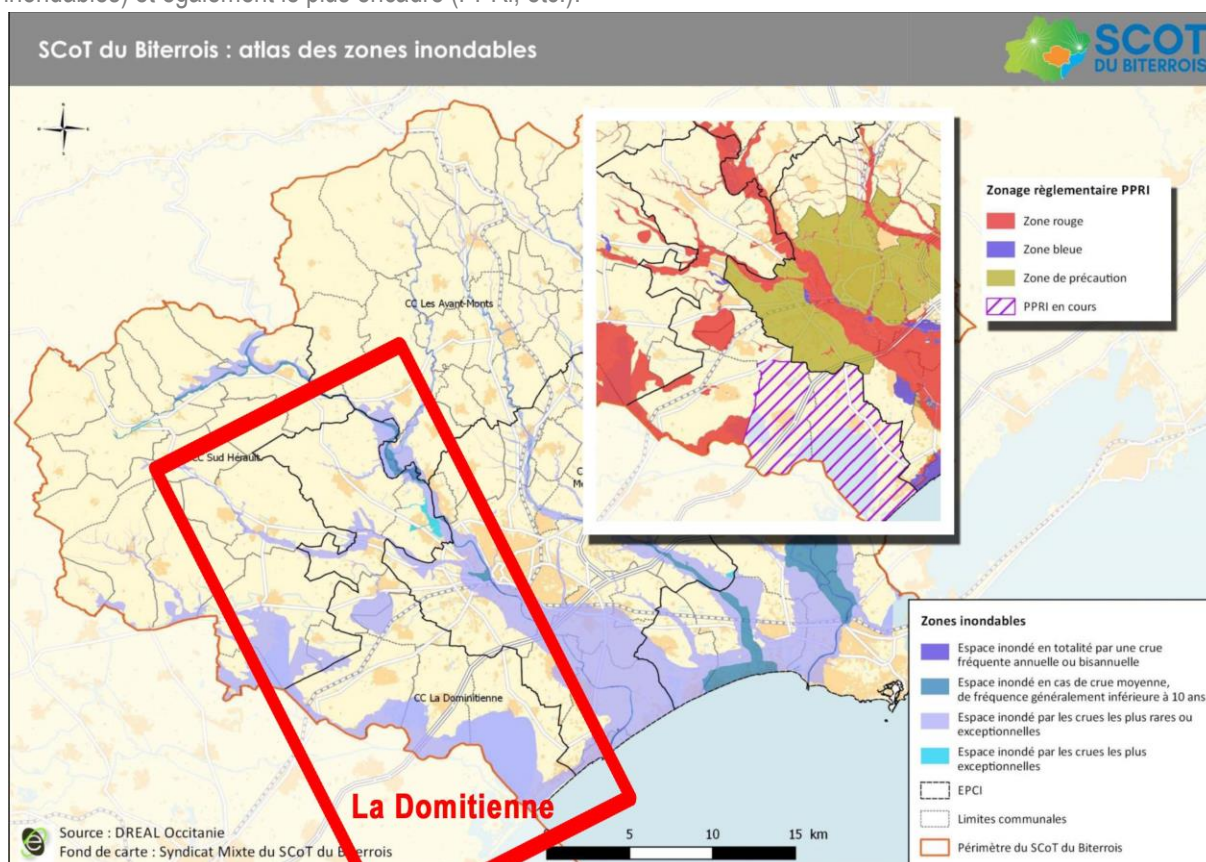 inondables) et également le plus encadré (PPRI, etc.).
SCoT du Biterrois : atlas des zones inondables
SCOT
DU BITERROIS
Zonage règlementaire PPRI
Zone rouge
Zone bleue
Zone de précaution
PPRI en cours
CC Les Avant-Monts
CC Sud Hérault
CC La Dominitienne
La Domitienne
Zones inondables
Espace inondé en totalité par une crue
fréquente annuelle ou bisannuelle
Espace inondé en cas de crue moyenne,
de fréquence généralement inférieure à 10 ans
Espace inondé par les crues les plus rares ou
exceptionnelles
Espace inondé par les crues les plus
exceptionnelles
EPCI
Limites communales
Périmètre du SCoT du Biterrois
5 10 15 km
Source : DREAL Occitanie
Fond de carte : Syndicat Mixte du SCoT du Biterrois